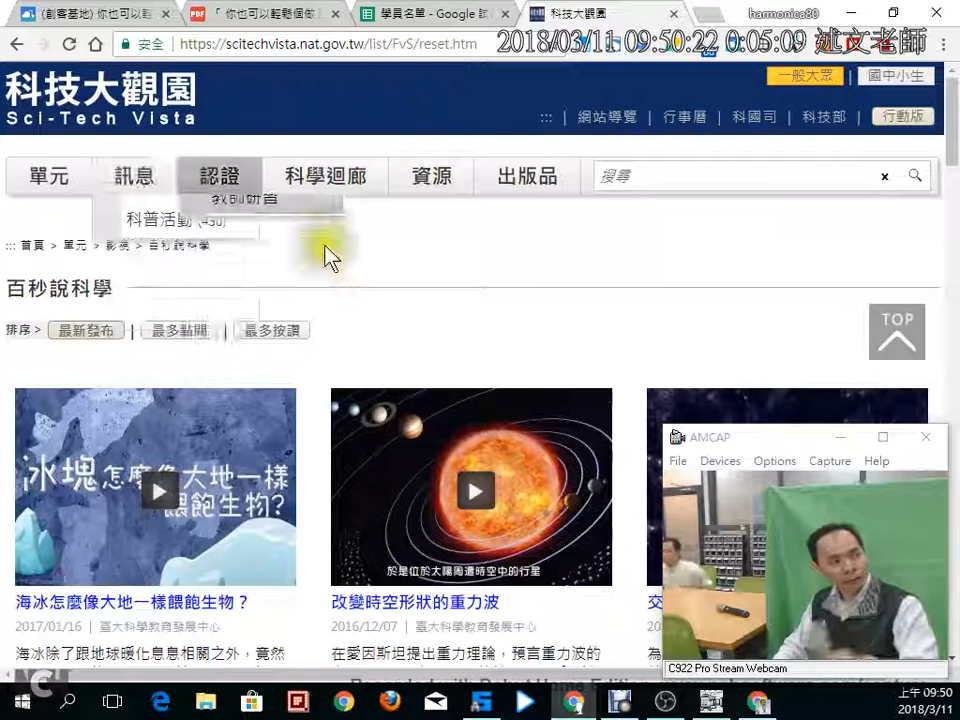 (創客基地) 你也可以輕
「 你也可以輕鬆個像
學員名單 - Google 試
科技大觀園
harmonica80
安全
https://scitechvista.nat.gov.tw/list/FvS/reset.htm
2018/03/11 09:50:22 0:05:09 述文老師
科技大觀園
Sci-Tech Vista
一般大眾 | 國中小生
::: | 網站導覽 | 行事曆 | 科國司 | 科技部 | 行動版
單元 訊息 認證 科學迴廊 資源 出版品 搜尋
科普活動 (450)
::: 首頁 > 單元 > 影視 > 百秒說科學
百秒說科學
排序 > 最新發布 | 最多點閱 | 最多按讚
TOP
冰塊怎麼像大地一樣
餵飽生物?
於是位於太陽周遭時空中的行星
海冰怎麼像大地一樣餵飽生物?
2017/01/16 | 臺大科學教育發展中心
海冰除了跟地球暖化息息相關之外,竟然
改變時空形狀的重力波
2016/12/07 | 臺大科學教育發展中心
在愛因斯坦提出重力理論,預言重力波的
交
為
AMCAP
File Devices Options Capture Help
C922 Pro Stream Webcam
上午 09:50
2018/3/11